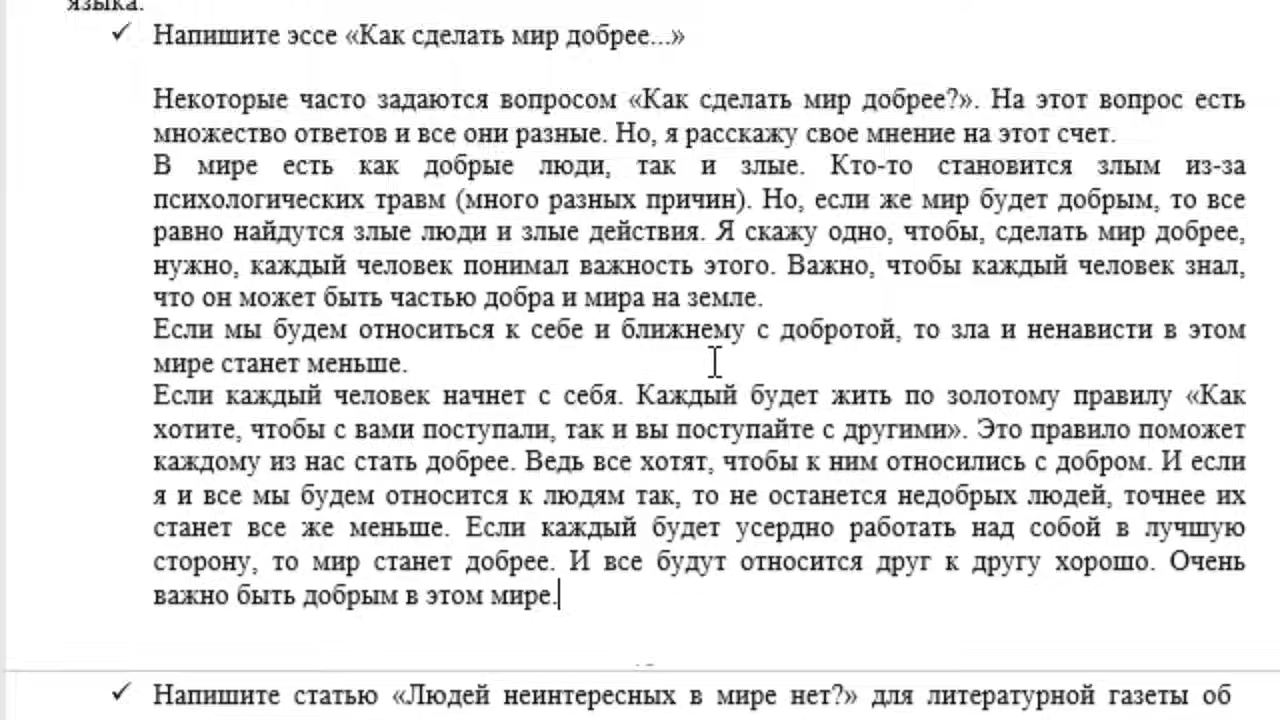 языка.
✓ Напишите эссе «Как сделать мир добрее...»
Некоторые часто задаются вопросом «Как сделать мир добрее?». На этот вопрос есть
множество ответов и все они разные. Но, я расскажу свое мнение на этот счет.
В мире есть как добрые люди, так и злые. Кто-то становится злым из-за
психологических травм (много разных причин). Но, если же мир будет добрым, то все
равно найдутся злые люди и злые действия. Я скажу одно, чтобы, сделать мир добрее,
нужно, каждый человек понимал важность этого. Важно, чтобы каждый человек знал,
что он может быть частью добра и мира на земле.
Если мы будем относиться к себе и ближнему с добротой, то зла и ненависти в этом
мире станет меньше.
Если каждый человек начнет с себя. Каждый будет жить по золотому правилу «Как
хотите, чтобы с вами поступали, так и вы поступайте с другими». Это правило поможет
каждому из нас стать добрее. Ведь все хотят, чтобы к ним относились с добром. И если
я и все мы будем относится к людям так, то не останется недобрых людей, точнее их
станет все же меньше. Если каждый будет усердно работать над собой в лучшую
сторону, то мир станет добрее. И все будут относится друг к другу хорошо. Очень
важно быть добрым в этом мире.
✓ Напишите статью «Людей неинтересных в мире нет?» для литературной газеты об